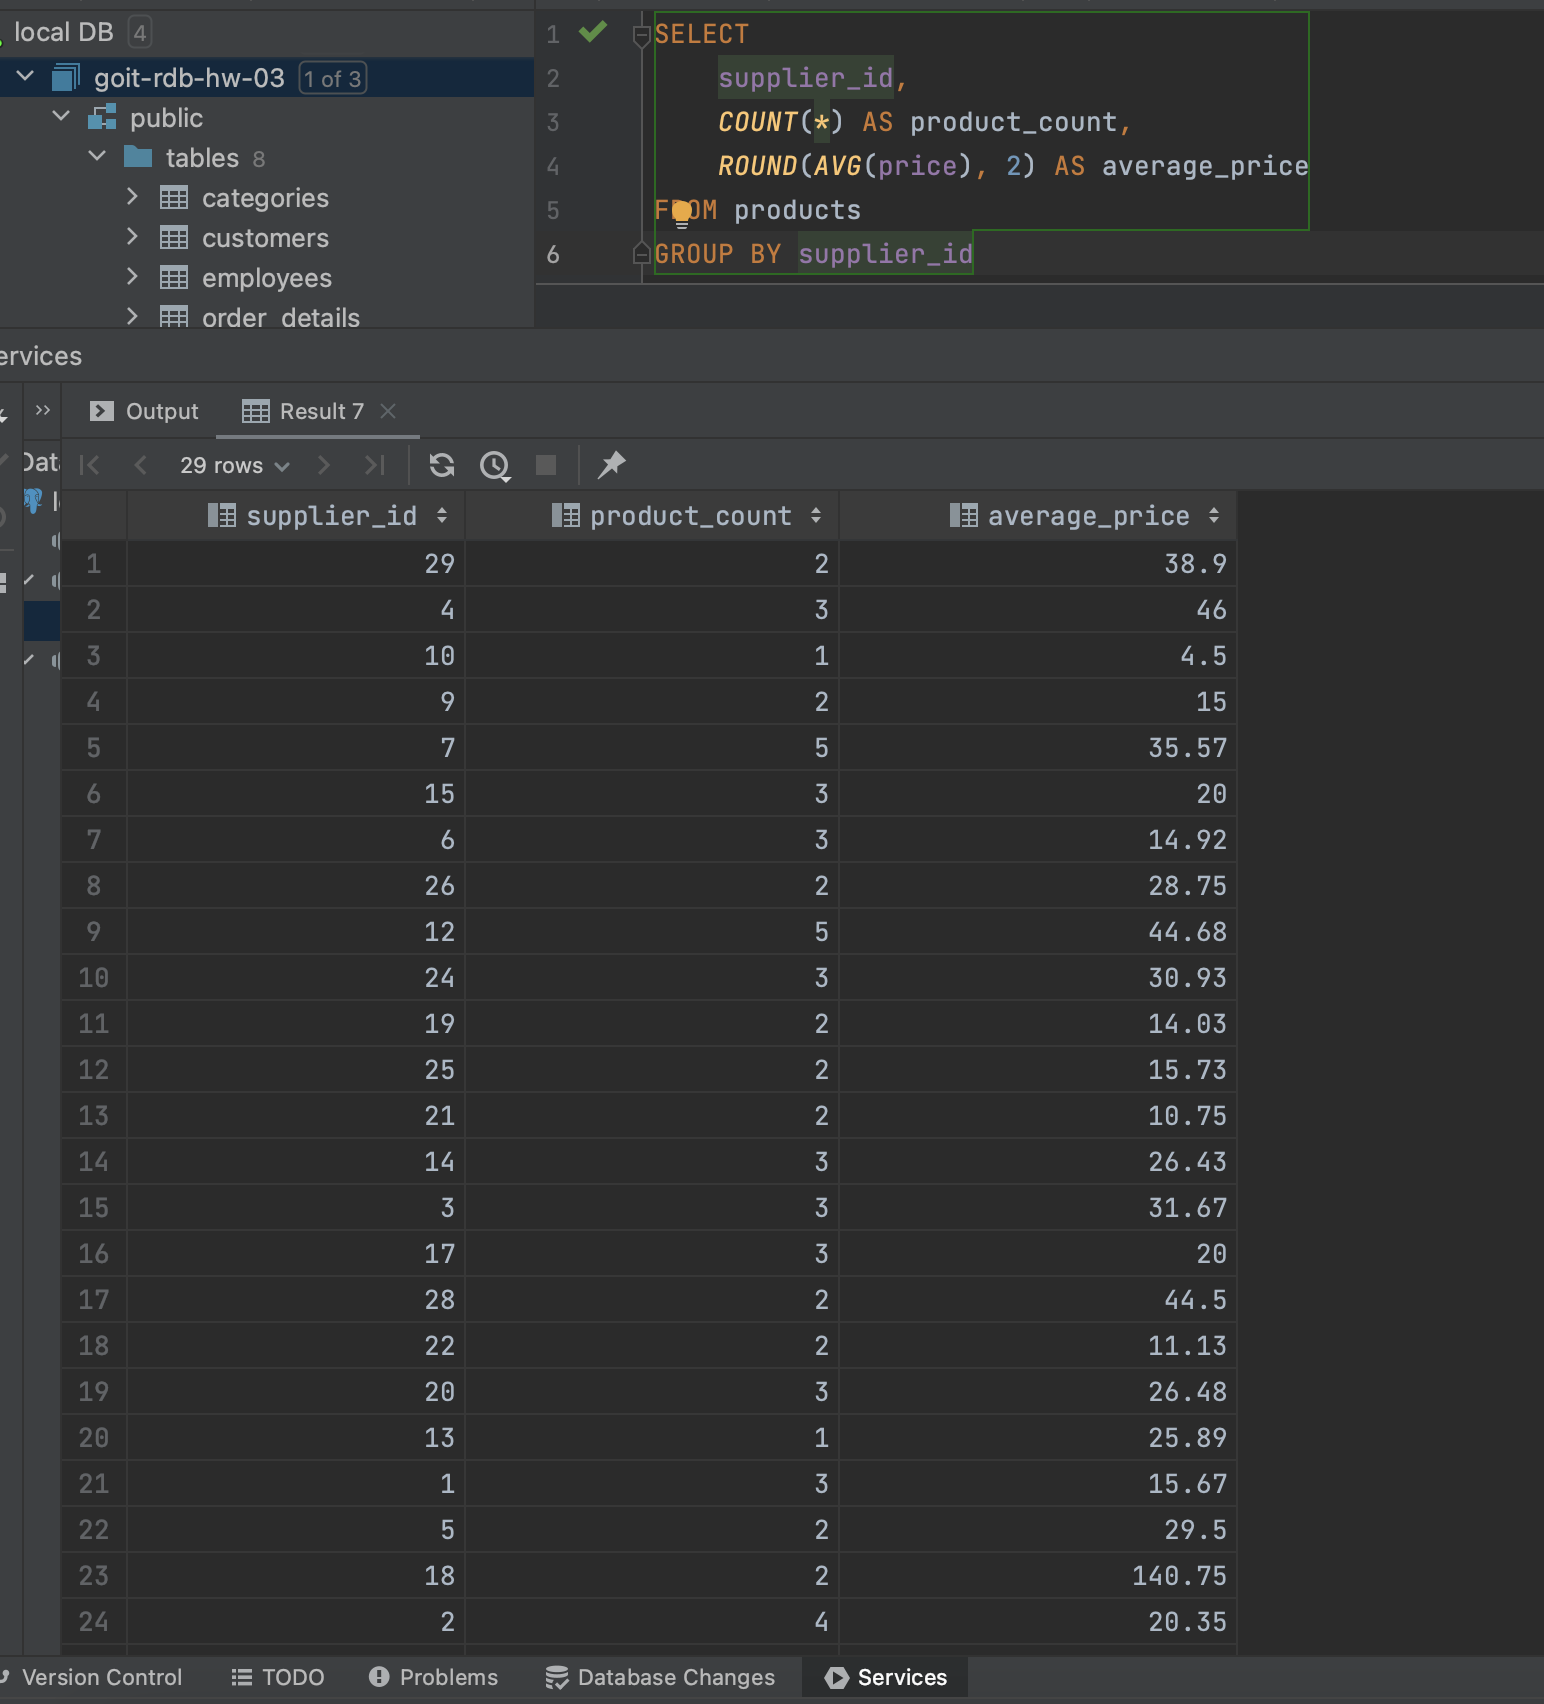 local DB 4
goit-rdb-hw-03 1 of 3
public
tables 8
categories
customers
employees
order_details
1 SELECT
2 supplier_id,
3 COUNT(*) AS product_count,
4 ROUND(AVG(price), 2) AS average_price
5 FROM products
6 GROUP BY supplier_id
ervices
Output Result 7
29 rows
Dat
supplier_id product_count average_price
1 29 2 38.9
2 4 3 46
3 10 1 4.5
4 9 2 15
5 7 5 35.57
6 15 3 20
7 6 3 14.92
8 26 2 28.75
9 12 5 44.68
10 24 3 30.93
11 19 2 14.03
12 25 2 15.73
13 21 2 10.75
14 14 3 26.43
15 3 3 31.67
16 17 3 20
17 28 2 44.5
18 22 2 11.13
19 20 3 26.48
20 13 1 25.89
21 1 3 15.67
22 5 2 29.5
23 18 2 140.75
24 2 4 20.35
Version Control TODO Problems Database Changes Services